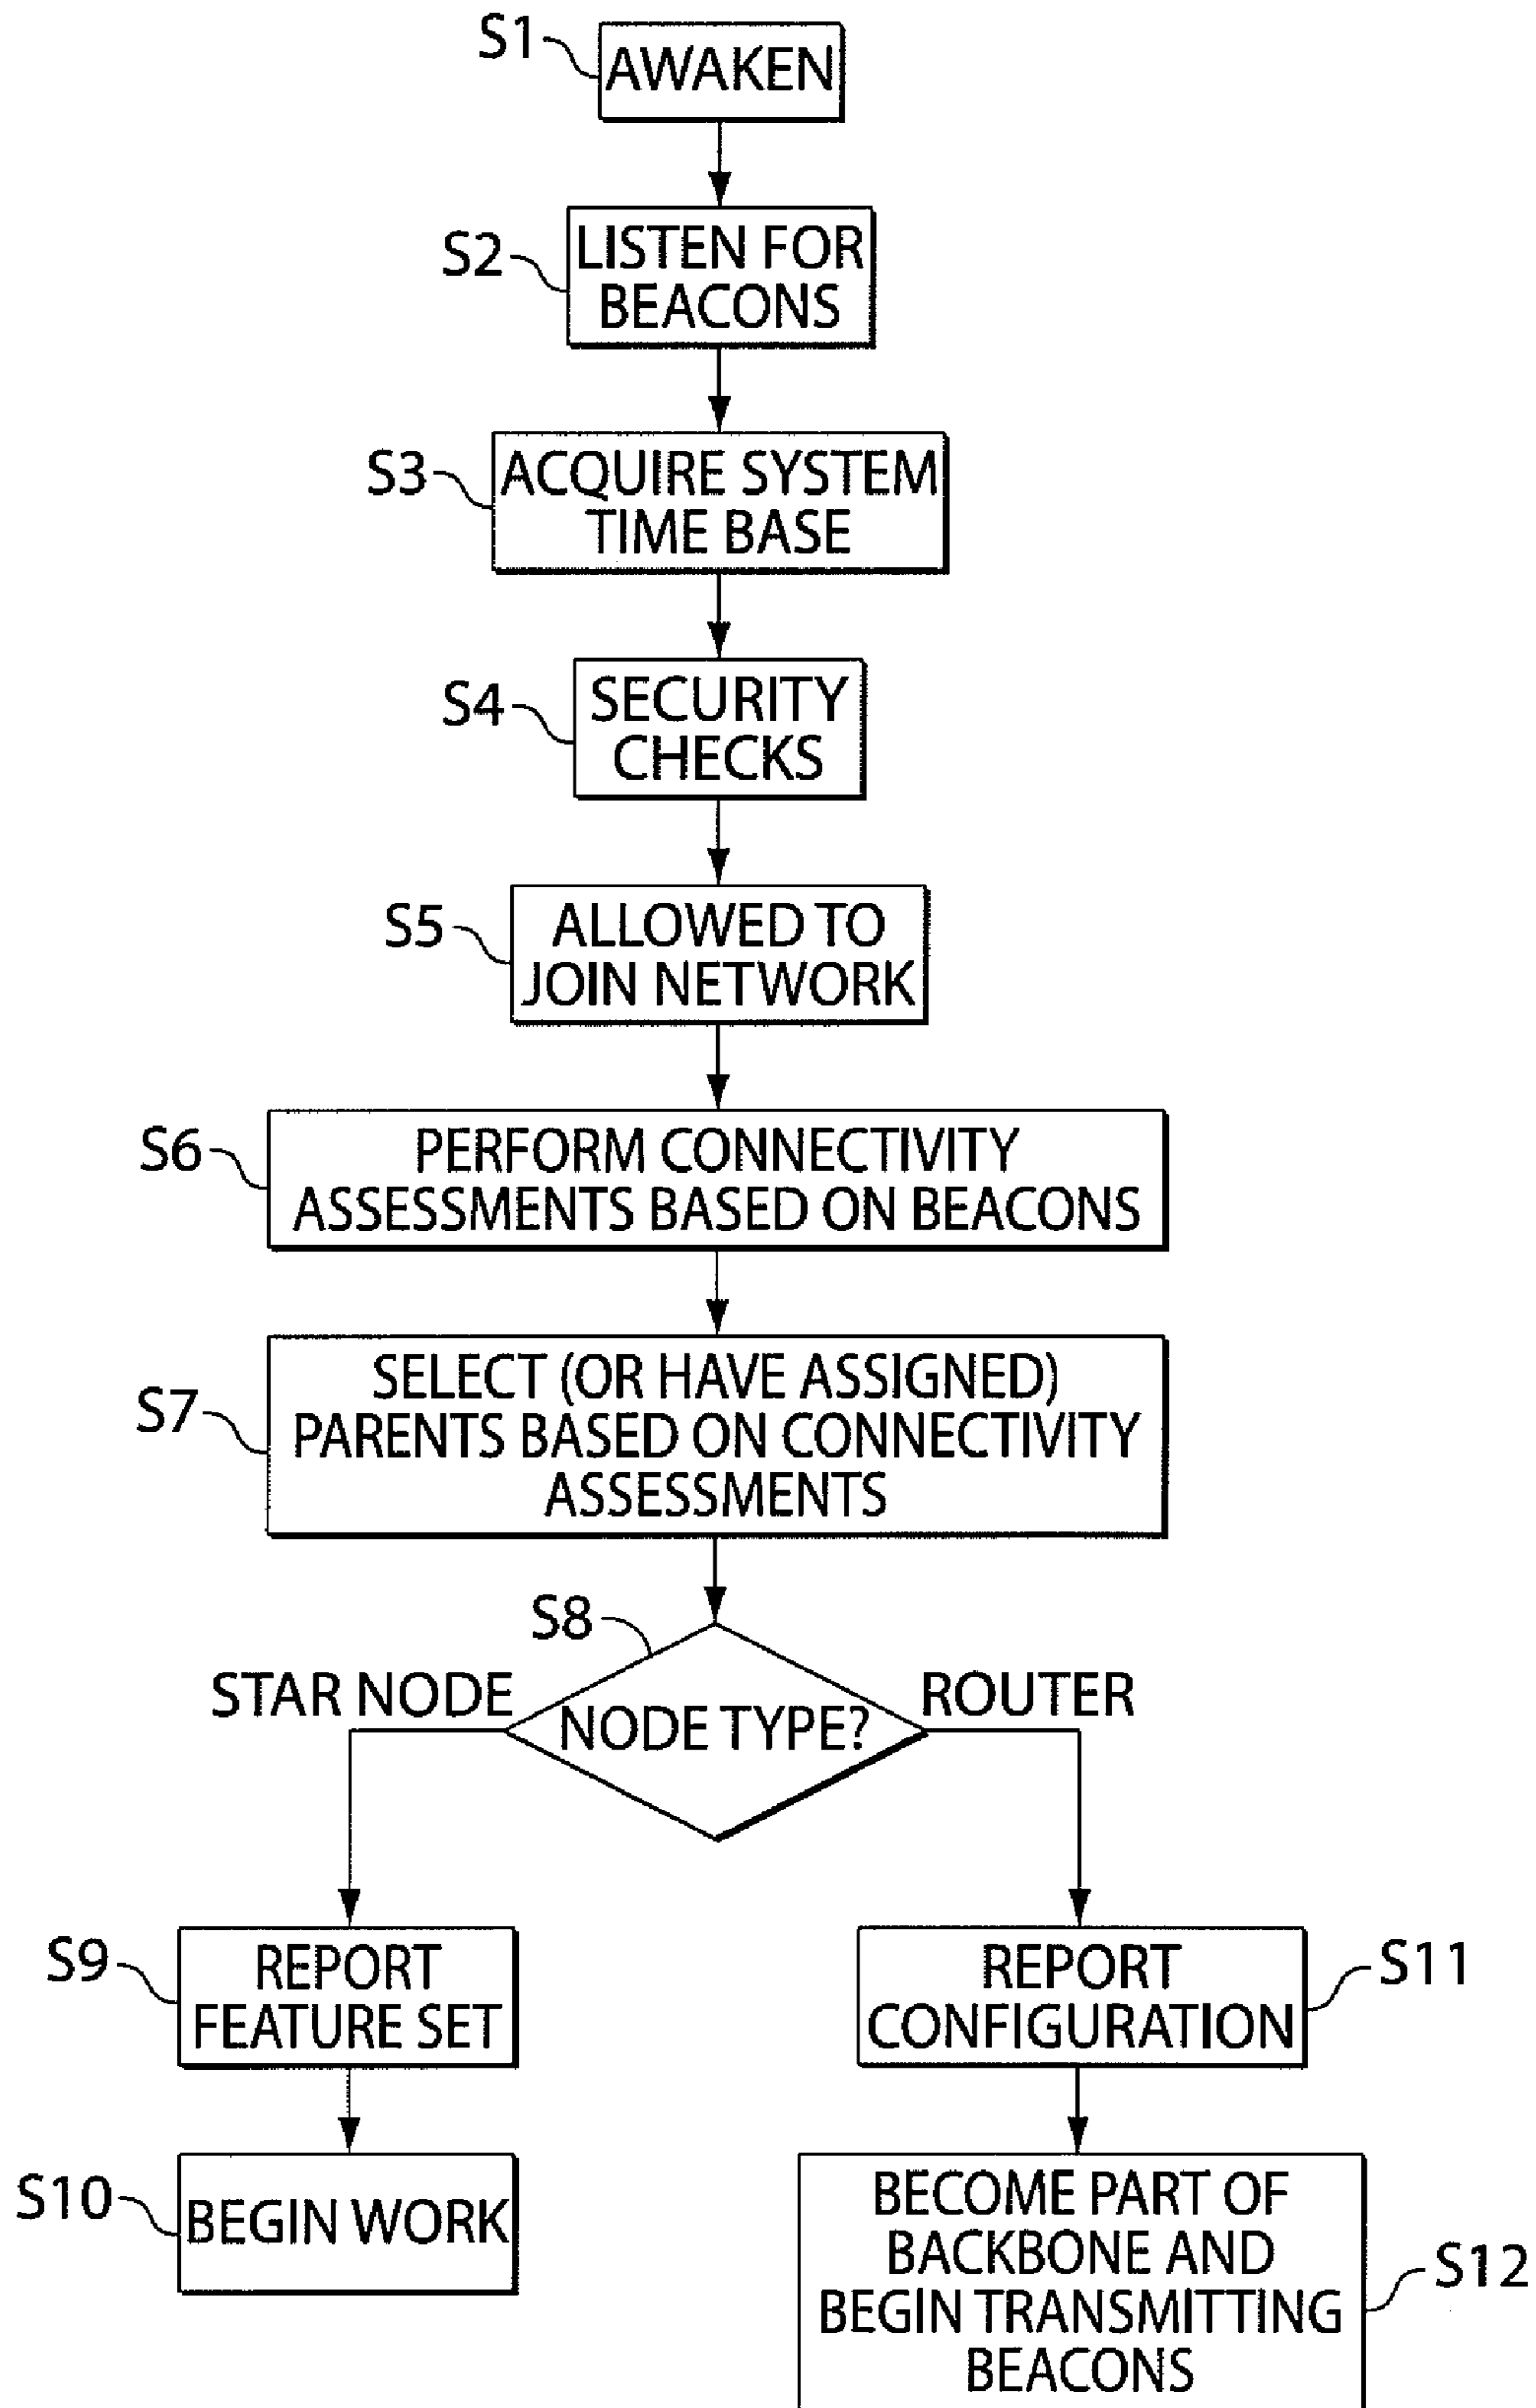 S1
AWAKEN
S2
LISTEN FOR
BEACONS
S3
ACQUIRE SYSTEM
TIME BASE
S4
SECURITY
CHECKS
S5
ALLOWED TO
JOIN NETWORK
S6
PERFORM CONNECTIVITY
ASSESSMENTS BASED ON BEACONS
S7
SELECT (OR HAVE ASSIGNED)
PARENTS BASED ON CONNECTIVITY
ASSESSMENTS
S8
STAR NODE
NODE TYPE?
ROUTER
S9
REPORT
FEATURE SET
S10
BEGIN WORK
REPORT
CONFIGURATION
S11
BECOME PART OF
BACKBONE AND
BEGIN TRANSMITTING
BEACONS
S12